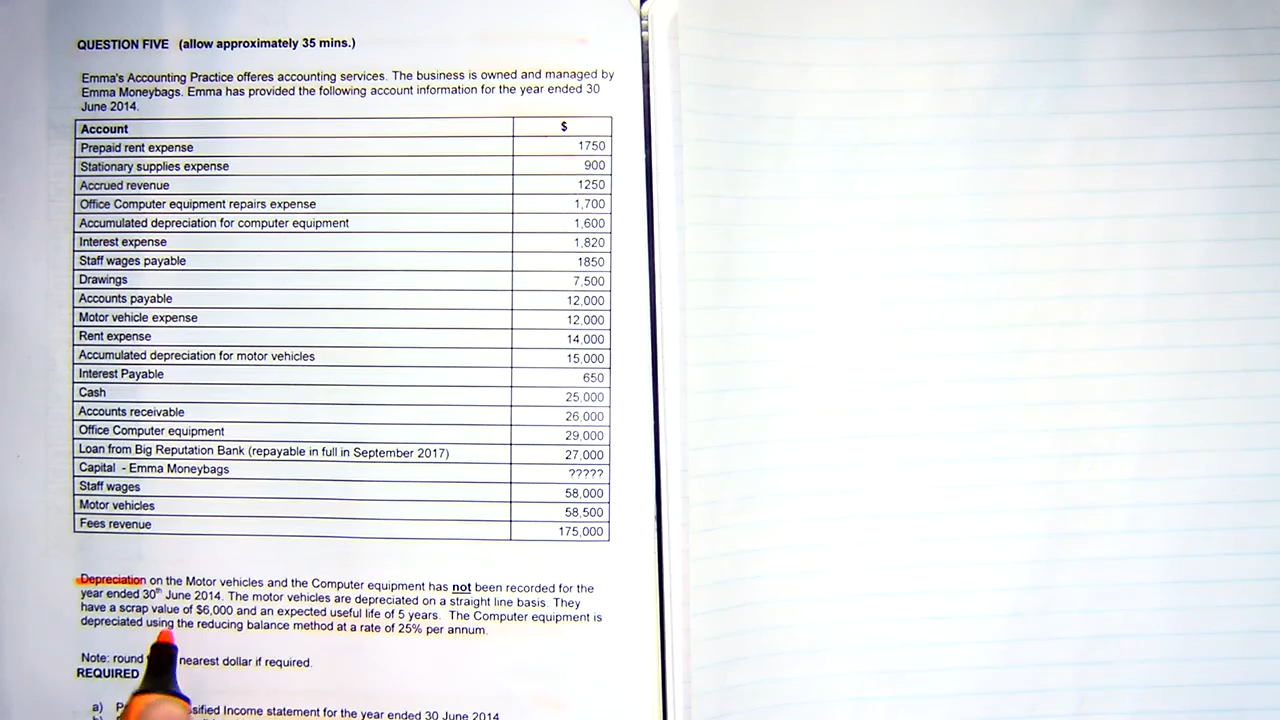 QUESTION FIVE (allow approximately 35 mins.)
Emma's Accounting Practice offeres accounting services. The business is owned and managed by
Emma Moneybags. Emma has provided the following account information for the year ended 30
June 2014.
Account $
Prepaid rent expense 1750
Stationary supplies expense 900
Accrued revenue 1250
Office Computer equipment repairs expense 1,700
Accumulated depreciation for computer equipment 1,600
Interest expense 1,820
Staff wages payable 1850
Drawings 7,500
Accounts payable 12,000
Motor vehicle expense 12,000
Rent expense 14,000
Accumulated depreciation for motor vehicles 15,000
Interest Payable 650
Cash 25,000
Accounts receivable 26,000
Office Computer equipment 29,000
Loan from Big Reputation Bank (repayable in full in September 2017) 27,000
Capital - Emma Moneybags ?????
Staff wages 58,000
Motor vehicles 58,500
Fees revenue 175,000
Depreciation on the Motor vehicles and the Computer equipment has not been recorded for the
year ended 30th June 2014. The motor vehicles are depreciated on a straight line basis. They
have a scrap value of $6,000 and an expected useful life of 5 years. The Computer equipment is
depreciated using the reducing balance method at a rate of 25% per annum.
Note: round nearest dollar if required.
REQUIRED
a) Income statement for the year ended 30 June 2014